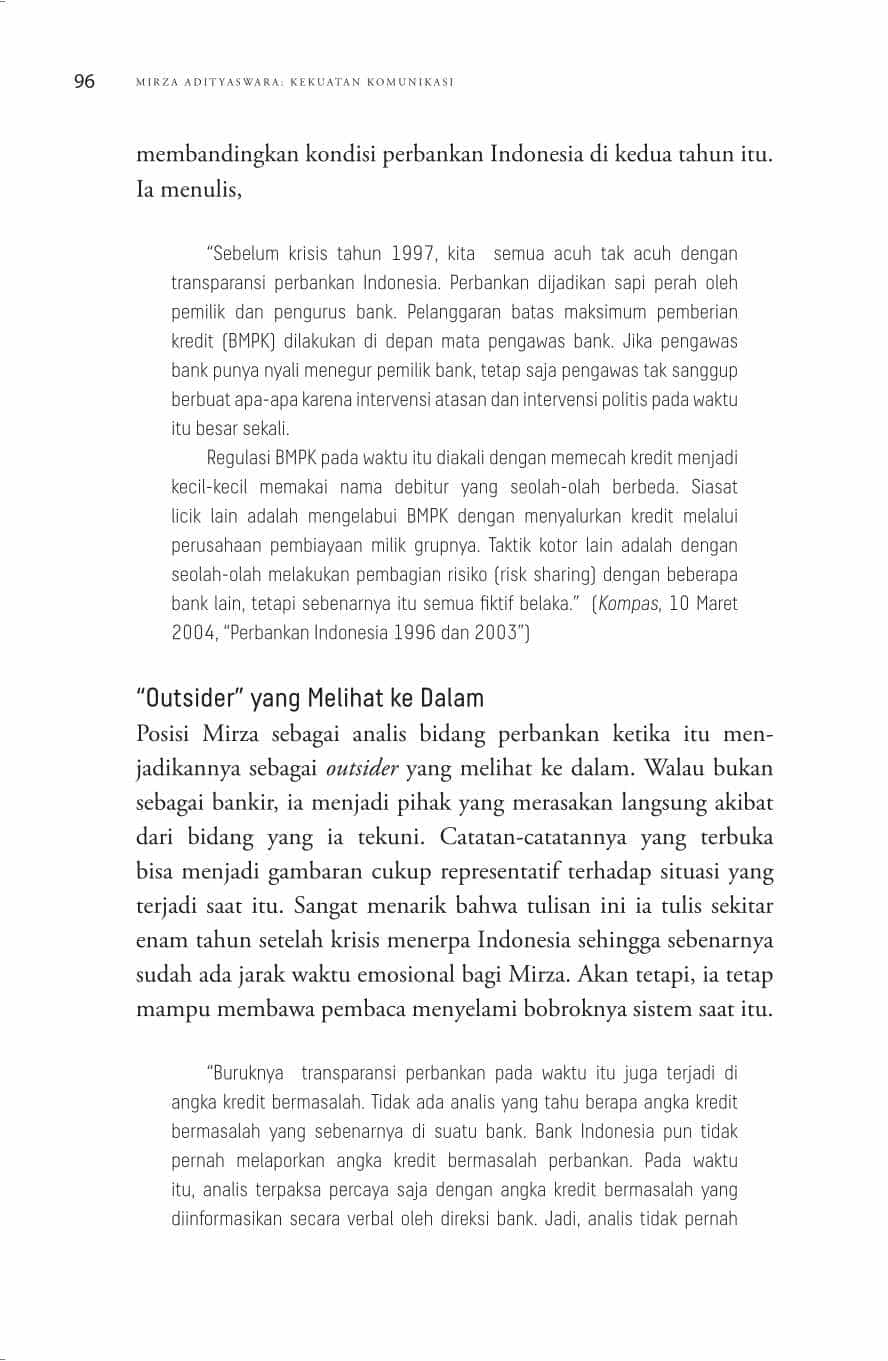 96
MIRZA ADITYASWARA: KEKUATAN KOMUNIKASI
membandingkan kondisi perbankan Indonesia di kedua tahun itu.
Ia menulis,
“Sebelum krisis tahun 1997, kita semua acuh tak acuh dengan
transparansi perbankan Indonesia. Perbankan dijadikan sapi perah oleh
pemilik dan pengurus bank. Pelanggaran batas maksimum pemberian
kredit (BMPK) dilakukan di depan mata pengawas bank. Jika pengawas
bank punya nyali menegur pemilik bank, tetap saja pengawas tak sanggup
berbuat apa-apa karena intervensi atasan dan intervensi politis pada waktu
itu besar sekali.
Regulasi BMPK pada waktu itu diakali dengan memecah kredit menjadi
kecil-kecil memakai nama debitur yang seolah-olah berbeda. Siasat
licik lain adalah mengelabui BMPK dengan menyalurkan kredit melalui
perusahaan pembiayaan milik grupnya. Taktik kotor lain adalah dengan
seolah-olah melakukan pembagian risiko (risk sharing) dengan beberapa
bank lain, tetapi sebenarnya itu semua fiktif belaka.” (Kompas, 10 Maret
2004, “Perbankan Indonesia 1996 dan 2003”)
“Outsider” yang Melihat ke Dalam
Posisi Mirza sebagai analis bidang perbankan ketika itu men-
jadikannya sebagai outsider yang melihat ke dalam. Walau bukan
sebagai bankir, ia menjadi pihak yang merasakan langsung akibat
dari bidang yang ia tekuni. Catatan-catatannya yang terbuka
bisa menjadi gambaran cukup representatif terhadap situasi yang
terjadi saat itu. Sangat menarik bahwa tulisan ini ia tulis sekitar
enam tahun setelah krisis menerpa Indonesia sehingga sebenarnya
sudah ada jarak waktu emosional bagi Mirza. Akan tetapi, ia tetap
mampu membawa pembaca menyelami bobroknya sistem saat itu.
“Buruknya transparansi perbankan pada waktu itu juga terjadi di
angka kredit bermasalah. Tidak ada analis yang tahu berapa angka kredit
bermasalah yang sebenarnya di suatu bank. Bank Indonesia pun tidak
pernah melaporkan angka kredit bermasalah perbankan. Pada waktu
itu, analis terpaksa percaya saja dengan angka kredit bermasalah yang
diinformasikan secara verbal oleh direksi bank. Jadi, analis tidak pernah